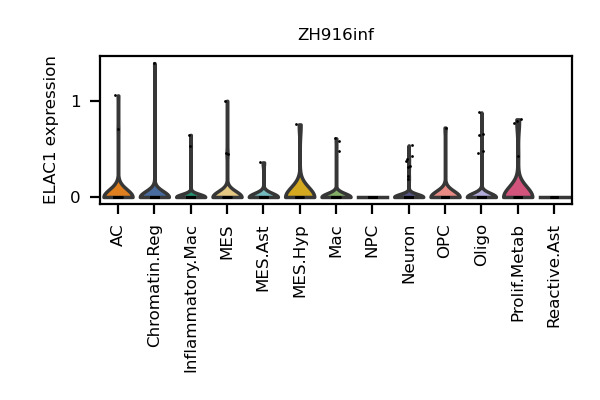 ZH916inf
ELAC1 expression
1
0
AC
Chromatin.Reg
Inflammatory.Mac
MES
MES.Ast
MES.Hyp
Mac
NPC
Neuron
OPC
Oligo
Prolif.Metab
Reactive.Ast